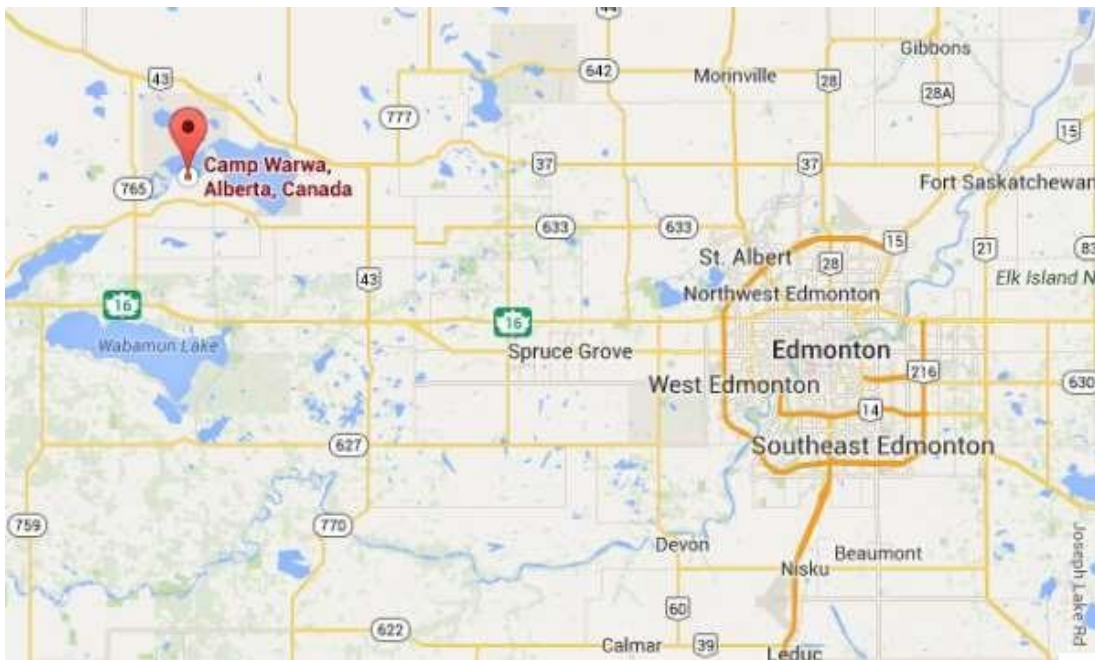 44
Gibbons
642
Morinville
43
28
28A
777
15
37
37
Camp Warwa,
Alberta, Canada
765
Fort Saskatchewan
633
633
15
21
83
St. Albert
28
43
Elk Island N
16
Northwest Edmonton
16
Wabamun Lake
Spruce Grove
Edmonton
216
West Edmonton
630
14
627
Southeast Edmonton
759
770
Joseph Lake Rd
Devon
Beaumont
Nisku
60
622
Calmar
39
Leduc